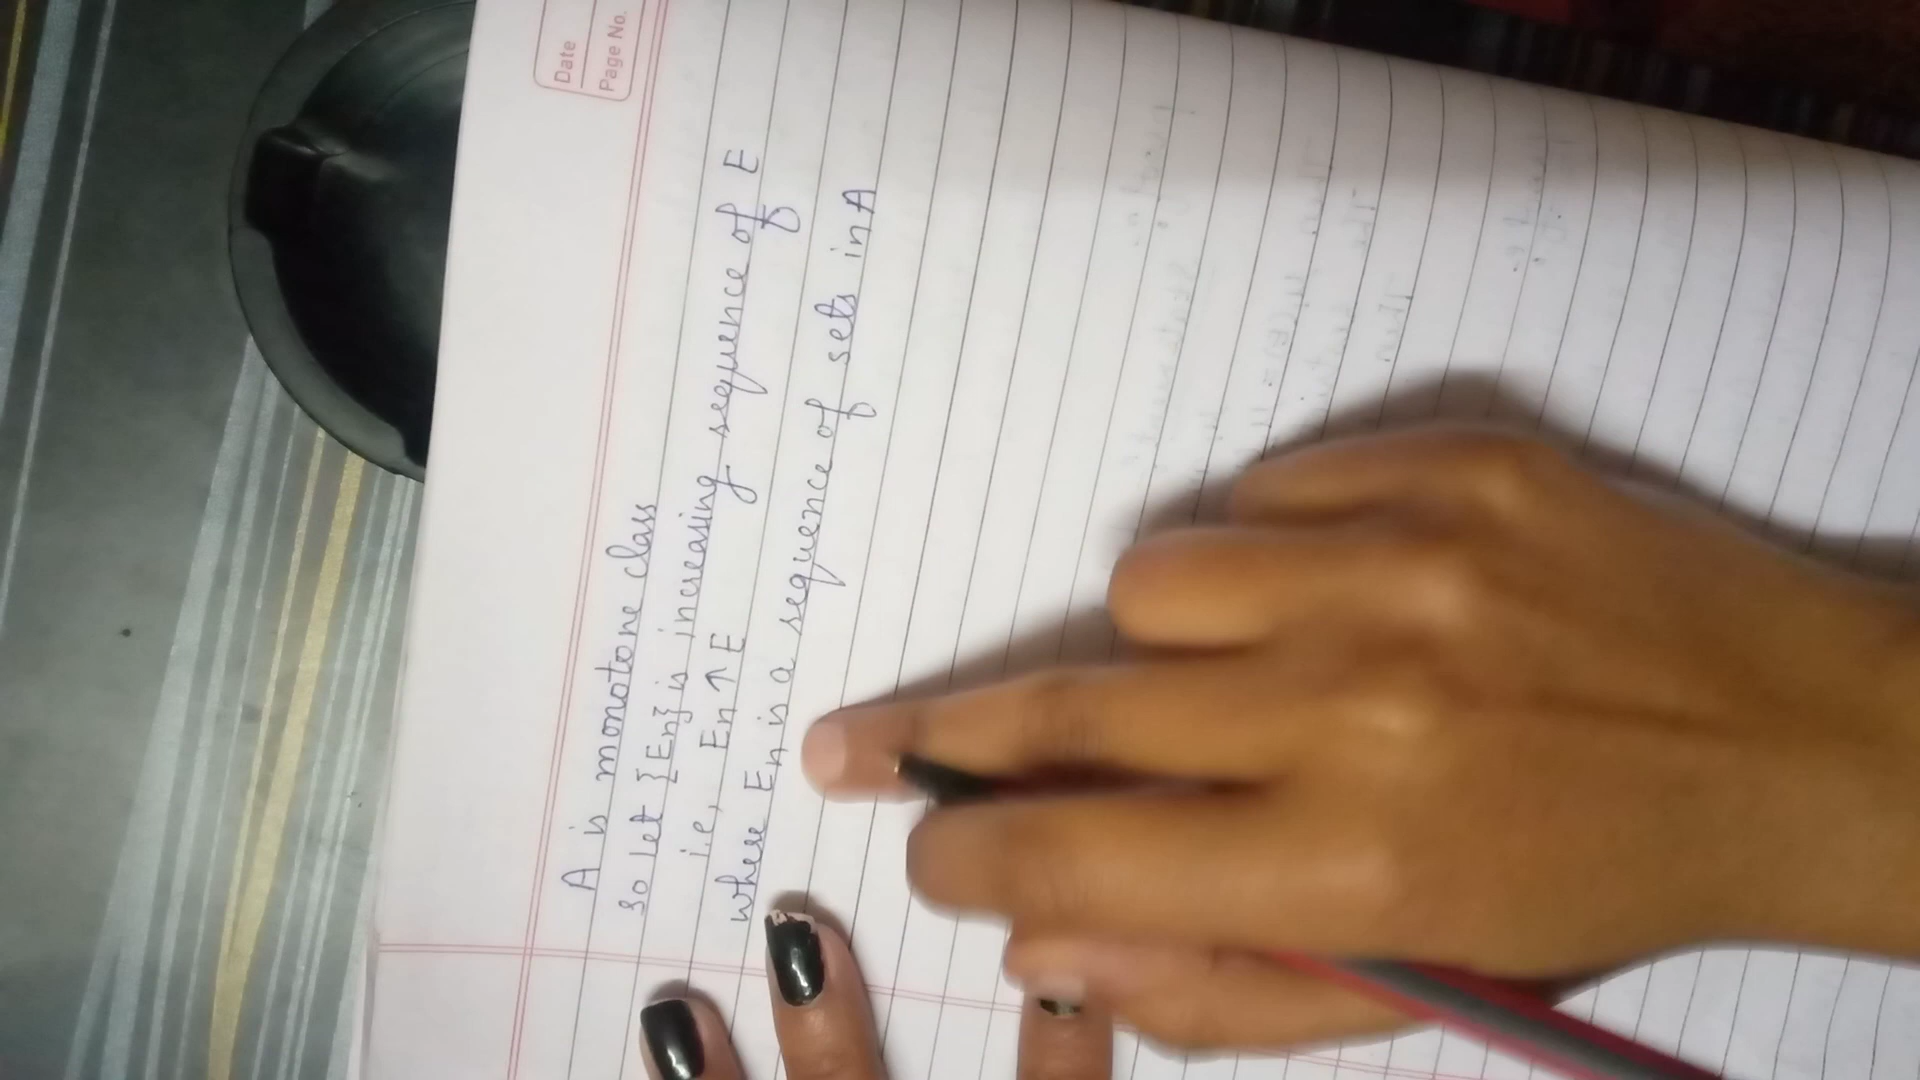 Date
Page No.
A is monotone class
So let {En} is increasing sequence of E
i.e, En ↑ E
where En is a sequence of sets in A